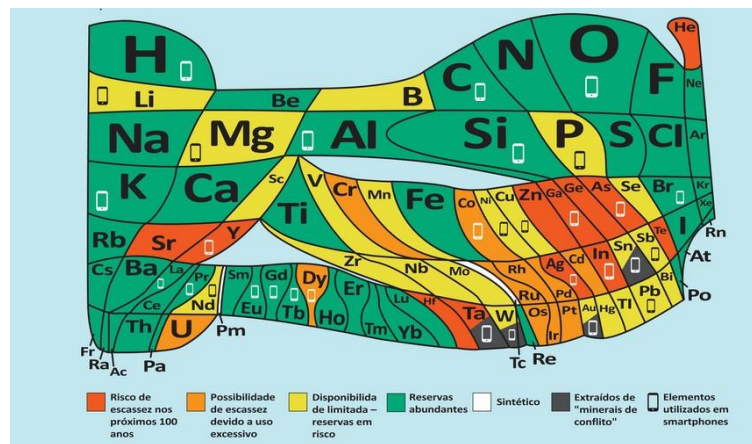 H He
Li Be B C N O F Ne
Na Mg Al Si P S Cl Ar
K Ca Sc Ti V Cr Mn Fe Co Ni Cu Zn Ga Ge As Se Br Kr
Rb Sr Y Zr Nb Mo Tc Ru Rh Pd Ag Cd In Sn Sb Te I Xe
Cs Ba La Ce Pr Nd Pm Sm Eu Gd Tb Dy Ho Er Tm Yb Lu Hf Ta W Re Os Ir Pt Au Hg Tl Pb Bi Po At Rn
Fr Ra Ac Th Pa U
Risco de
escassez nos
próximos 100
anos
Possibilidade
de escassez
devido a uso
excessivo
Disponibilida
de limitada –
reservas em
risco
Reservas
abundantes
Sintético
Extraídos de
"minerais de
conflito"
Elementos
utilizados em
smartphones